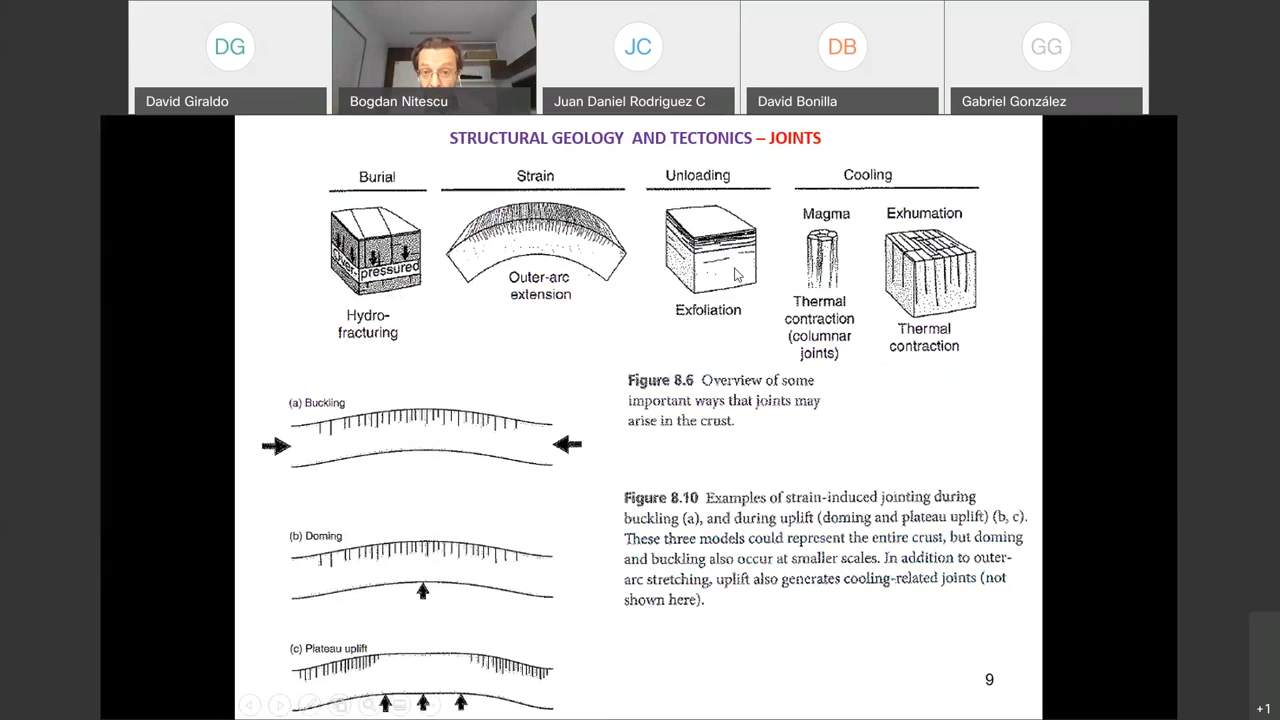 DG
JC
DB
GG
David Giraldo
Bogdan Nitescu
Juan Daniel Rodriguez C
David Bonilla
Gabriel González
STRUCTURAL GEOLOGY AND TECTONICS – JOINTS
Burial
Strain
Unloading
Cooling
Magma
Exhumation
pressured
Hydro-
fracturing
Outer-arc
extension
Exfoliation
Thermal
contraction
(columnar
joints)
Thermal
contraction
Figure 8.6 Overview of some
important ways that joints may
arise in the crust.
(a) Buckling
(b) Doming
(c) Plateau uplift
Figure 8.10 Examples of strain-induced jointing during
buckling (a), and during uplift (doming and plateau uplift) (b, c).
These three models could represent the entire crust, but doming
and buckling also occur at smaller scales. In addition to outer-
arc stretching, uplift also generates cooling-related joints (not
shown here).
9
+1